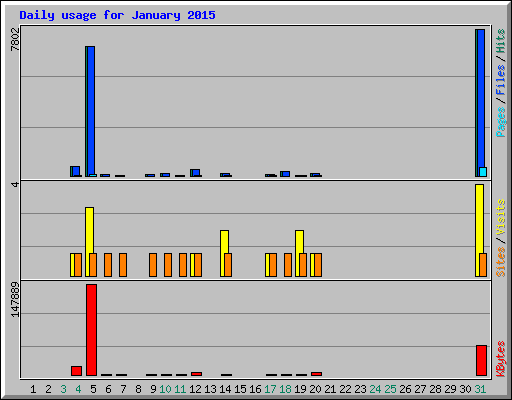 Daily usage for January 2015
7802
Pages / Files / Hits
4
Sites / Visits
147889
KBytes
1 2 3 4 5 6 7 8 9 10 11 12 13 14 15 16 17 18 19 20 21 22 23 24 25 26 27 28 29 30 31